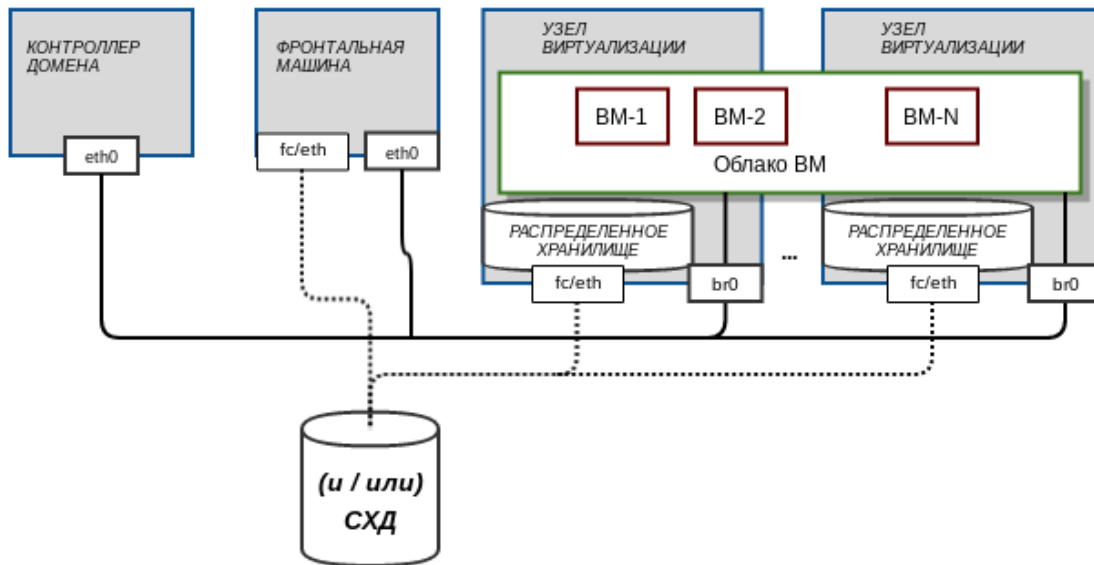 КОНТРОЛЛЕР
ДОМЕНА
eth0
ФРОНТАЛЬНАЯ
МАШИНА
fc/eth
eth0
УЗЕЛ
ВИРТУАЛИЗАЦИИ
УЗЕЛ
ВИРТУАЛИЗАЦИИ
ВМ-1
ВМ-2
ВМ-N
Облако ВМ
РАСПРЕДЕЛЕННОЕ
ХРАНИЛИЩЕ
fc/eth
br0
...
РАСПРЕДЕЛЕННОЕ
ХРАНИЛИЩЕ
fc/eth
br0
(и / или)
СХД